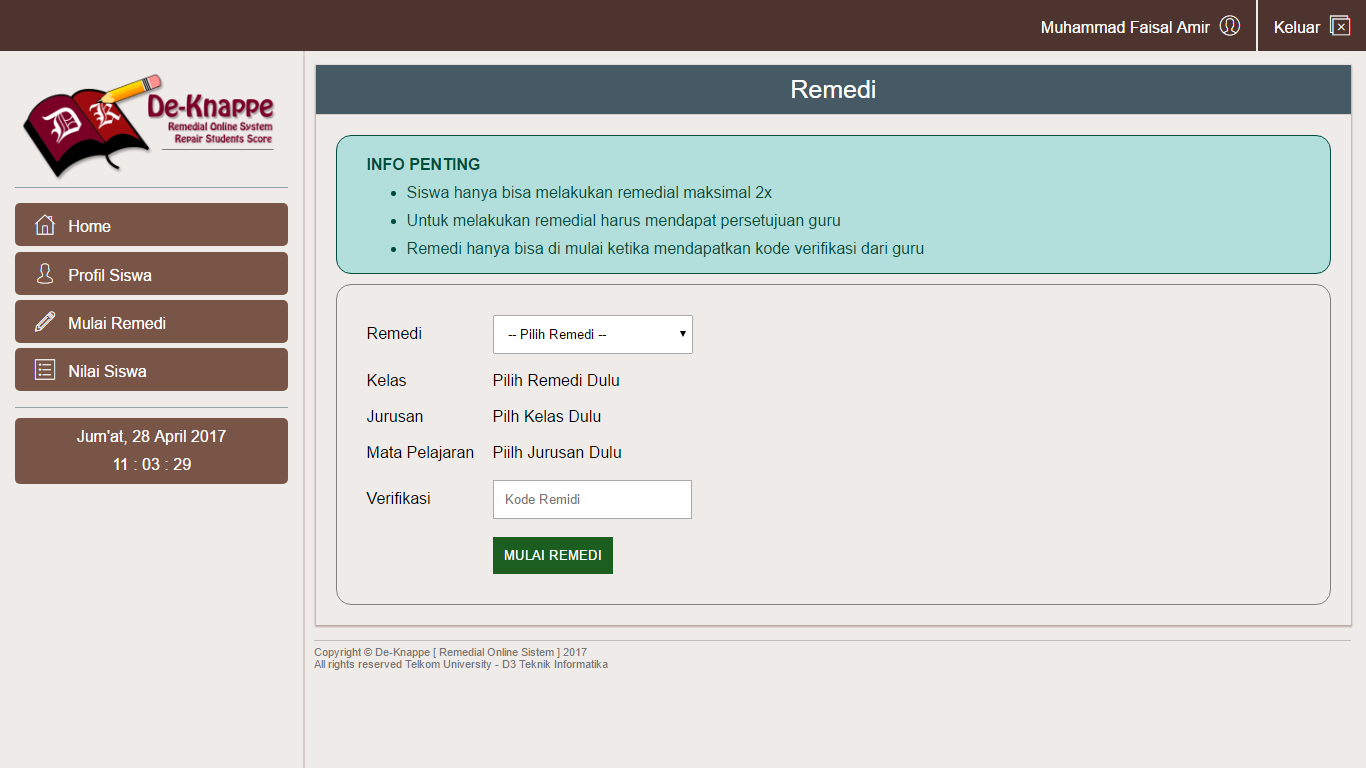 Muhammad Faisal Amir
Keluar
DK
De-Knappe
Remedial Online System
Repair Students Score
Home
Profil Siswa
Mulai Remedi
Nilai Siswa
Jum'at, 28 April 2017
11 : 03 : 29
Remedi
INFO PENTING
• Siswa hanya bisa melakukan remedial maksimal 2x
• Untuk melakukan remedial harus mendapat persetujuan guru
• Remedi hanya bisa di mulai ketika mendapatkan kode verifikasi dari guru
Remedi -- Pilih Remedi --
Kelas Pilih Remedi Dulu
Jurusan Pilh Kelas Dulu
Mata Pelajaran Piilh Jurusan Dulu
Verifikasi Kode Remidi
MULAI REMEDI
Copyright © De-Knappe [ Remedial Online Sistem ] 2017
All rights reserved Telkom University - D3 Teknik Informatika